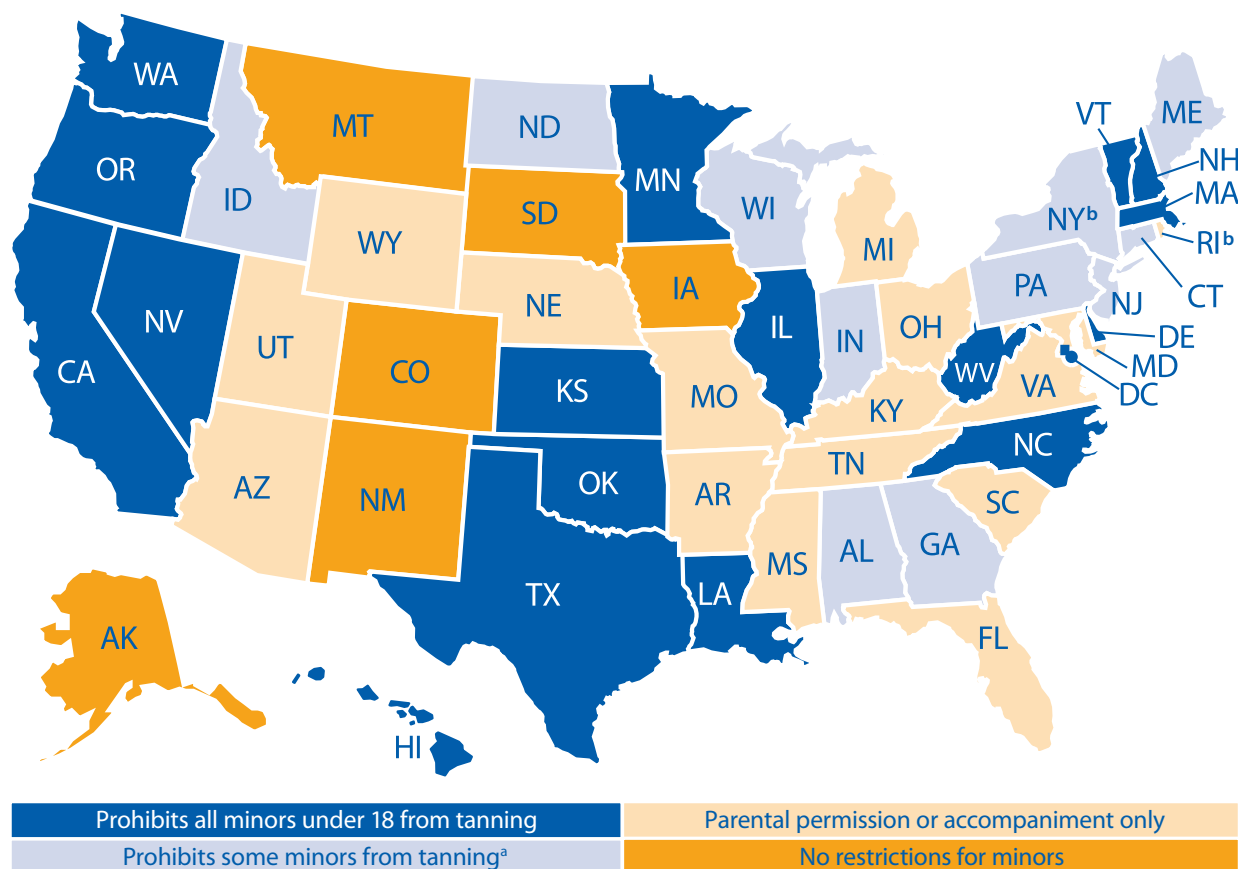 WA
MT
ND
VT
ME
OR
MN
NH
ID
SD
WI
MA
WY
MI
NYᵇ
RIᵇ
IA
PA
CT
NE
NJ
NV
UT
IL
IN
OH
DE
CA
CO
WV
MD
KS
MO
VA
DC
KY
NC
AZ
NM
OK
AR
TN
SC
TX
LA
MS
AL
GA
AK
FL
HI
Prohibits all minors under 18 from tanning
Parental permission or accompaniment only
Prohibits some minors from tanningᵃ
No restrictions for minors